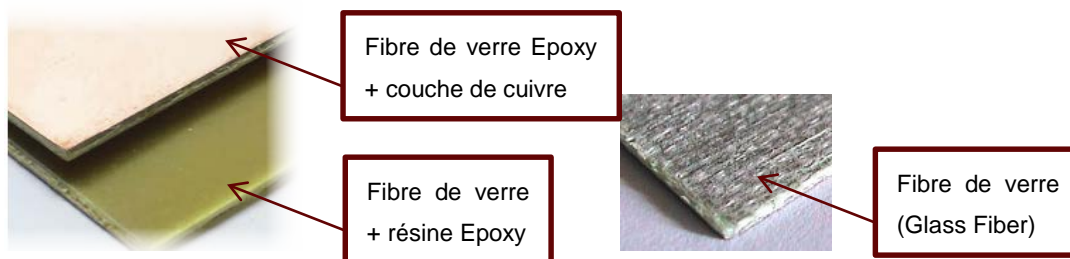 Fibre de verre Epoxy
+ couche de cuivre
Fibre de verre
+ résine Epoxy
Fibre de verre
(Glass Fiber)